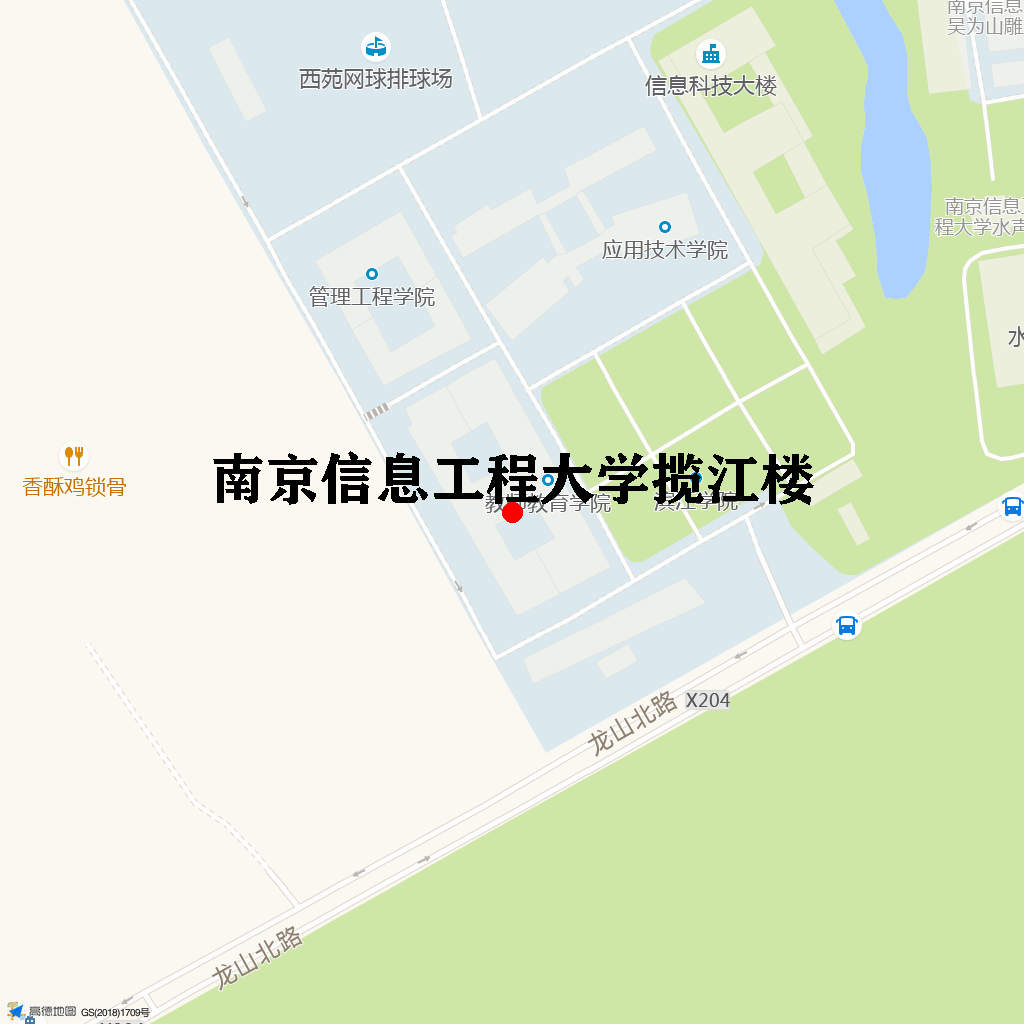 南京信息
吴为山雕
西苑网球排球场
信息科技大楼
南京信息工
程大学水声
应用技术学院
管理工程学院
水
香酥鸡锁骨
南京信息工程大学揽江楼
教师教育学院
滨江学院
龙山北路
X204
龙山北路
高德地图 GS(2018)1709号